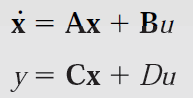 ẋ = Ax + Bu
y = Cx + Du